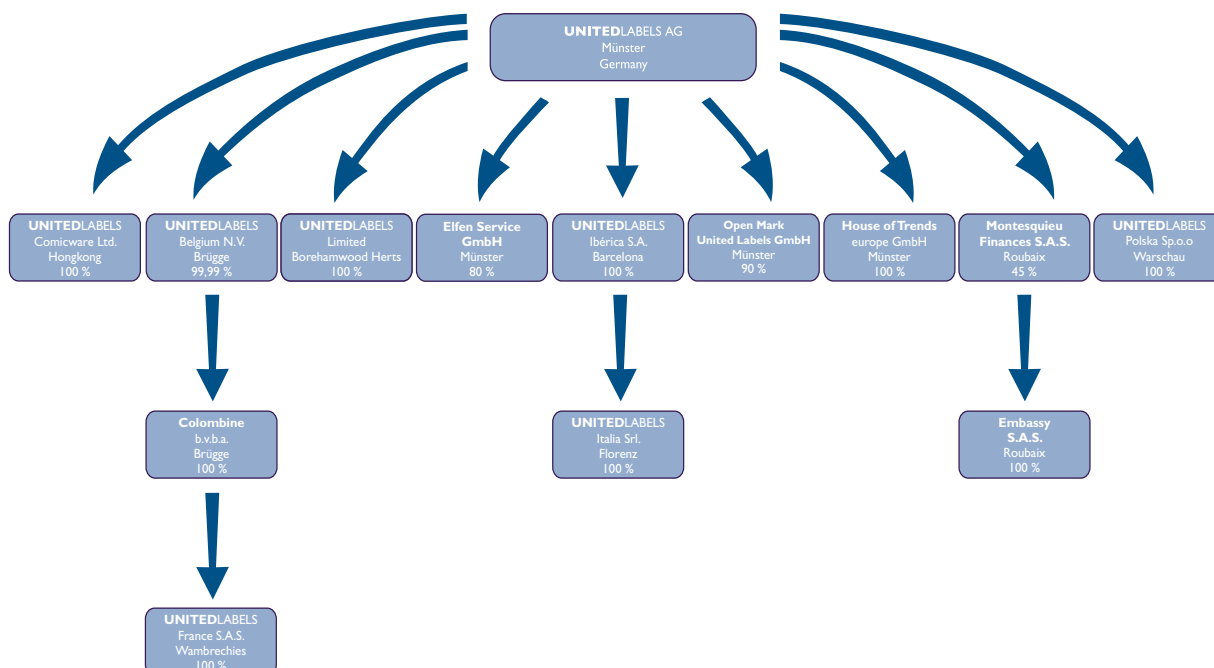 UNITEDLABELS AG
Münster
Germany
UNITEDLABELS
Comicware Ltd.
Hongkong
100 %
UNITEDLABELS
Belgium N.V.
Brügge
99,99 %
UNITEDLABELS
Limited
Borehamwood Herts
100 %
Elfen Service
GmbH
Münster
80 %
UNITEDLABELS
Ibérica S.A.
Barcelona
100 %
Open Mark
United Labels GmbH
Münster
90 %
House of Trends
europe GmbH
Münster
100 %
Montesquieu
Finances S.A.S.
Roubaix
45 %
UNITEDLABELS
Polska Sp.o.o
Warschau
100 %
Colombine
b.v.b.a.
Brügge
100 %
UNITEDLABELS
Italia Srl.
Florenz
100 %
Embassy
S.A.S.
Roubaix
100 %
UNITEDLABELS
France S.A.S.
Wambrechies
100 %